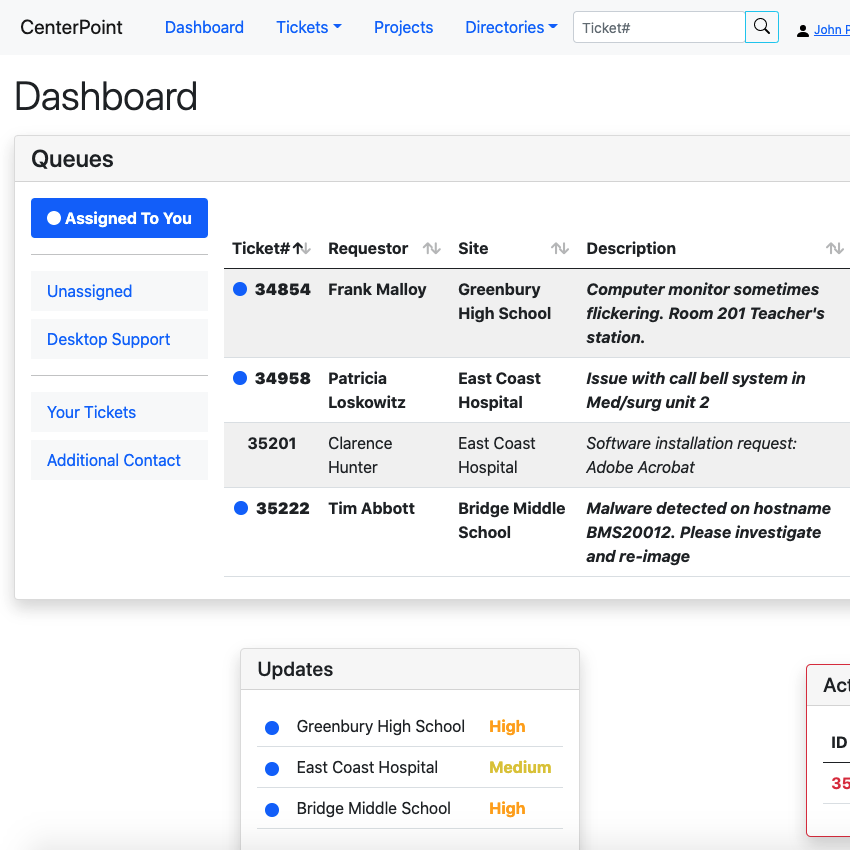 CenterPoint Dashboard Tickets Projects Directories Ticket# John P
Dashboard
Queues
Assigned To You
Unassigned
Desktop Support
Your Tickets
Additional Contact
Ticket# Requestor Site Description
34854 Frank Malloy Greenbury High School Computer monitor sometimes flickering. Room 201 Teacher's station.
34958 Patricia Loskowitz East Coast Hospital Issue with call bell system in Med/surg unit 2
35201 Clarence Hunter East Coast Hospital Software installation request: Adobe Acrobat
35222 Tim Abbott Bridge Middle School Malware detected on hostname BMS20012. Please investigate and re-image
Updates
Greenbury High School High
East Coast Hospital Medium
Bridge Middle School High
Act
ID
35